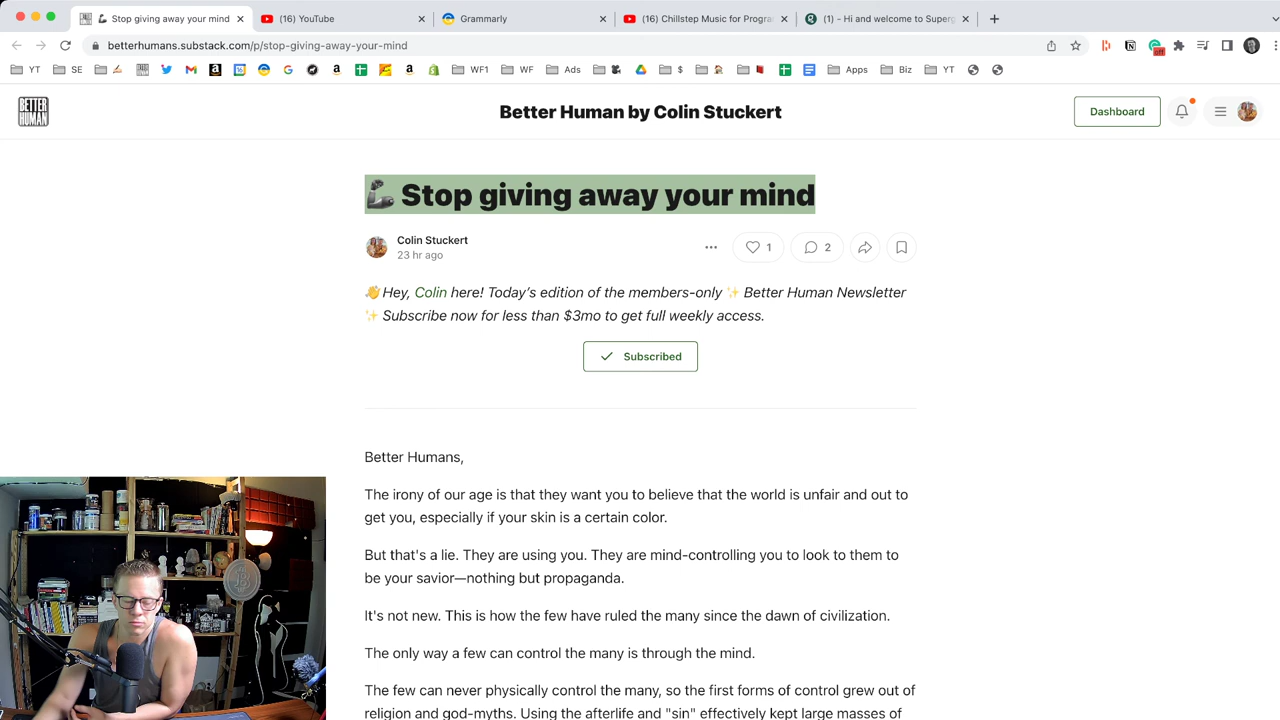 💪 Stop giving away your mind
(16) YouTube
Grammarly
(16) Chillstep Music for Progra
(1) - Hi and welcome to Superg
betterhumans.substack.com/p/stop-giving-away-your-mind
YT
SE
WF1
WF
Ads
$
Apps
Biz
YT
off
BETTER
HUMAN
Better Human by Colin Stuckert
Dashboard
💪 Stop giving away your mind
Colin Stuckert
23 hr ago
1
2
👋 Hey, Colin here! Today’s edition of the members-only ✨ Better Human Newsletter
✨ Subscribe now for less than $3mo to get full weekly access.
Subscribed
Better Humans,
The irony of our age is that they want you to believe that the world is unfair and out to
get you, especially if your skin is a certain color.
But that's a lie. They are using you. They are mind-controlling you to look to them to
be your savior—nothing but propaganda.
It's not new. This is how the few have ruled the many since the dawn of civilization.
The only way a few can control the many is through the mind.
The few can never physically control the many, so the first forms of control grew out of
religion and god-myths. Using the afterlife and "sin" effectively kept large masses of